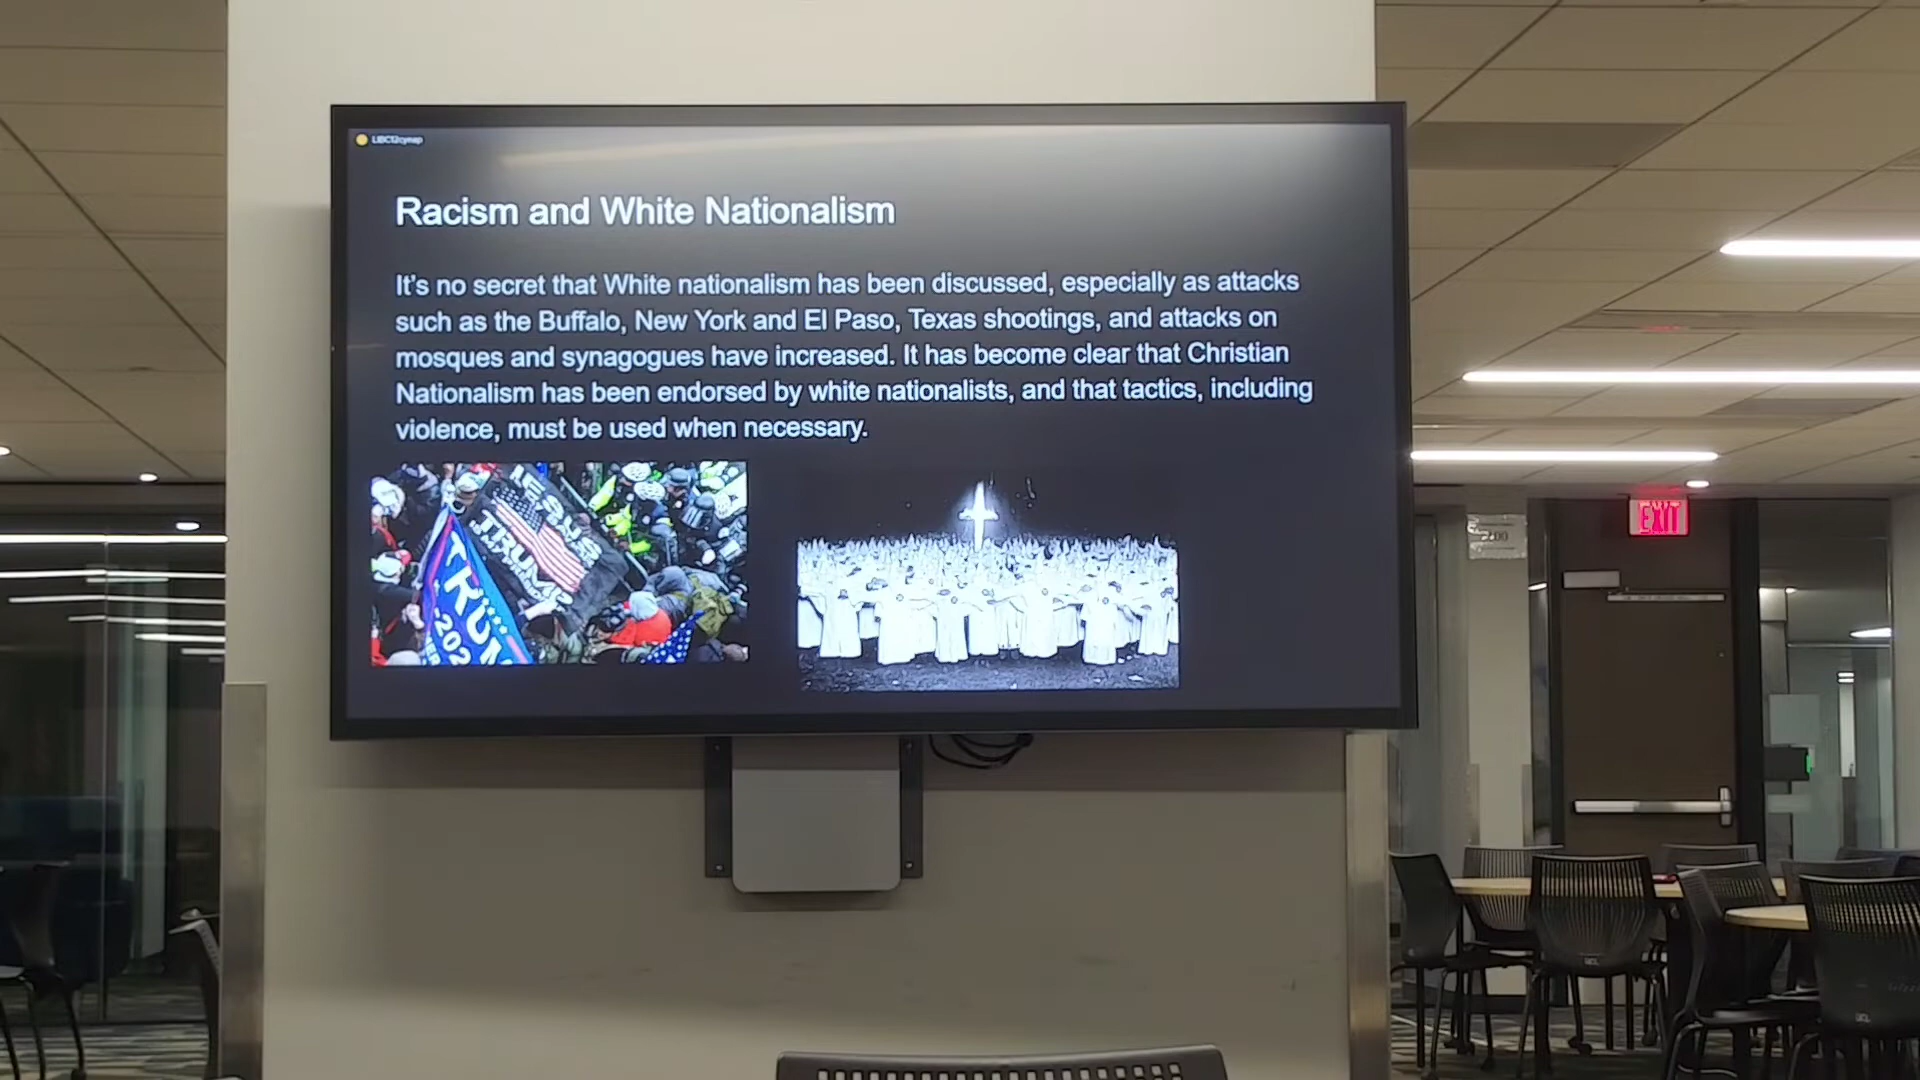 Racism and White Nationalism
It's no secret that White nationalism has been discussed, especially as attacks
such as the Buffalo, New York and El Paso, Texas shootings, and attacks on
mosques and synagogues have increased. It has become clear that Christian
Nationalism has been endorsed by white nationalists, and that tactics, including
violence, must be used when necessary.
JESUS
TRUMP
TRUM
202
EXIT